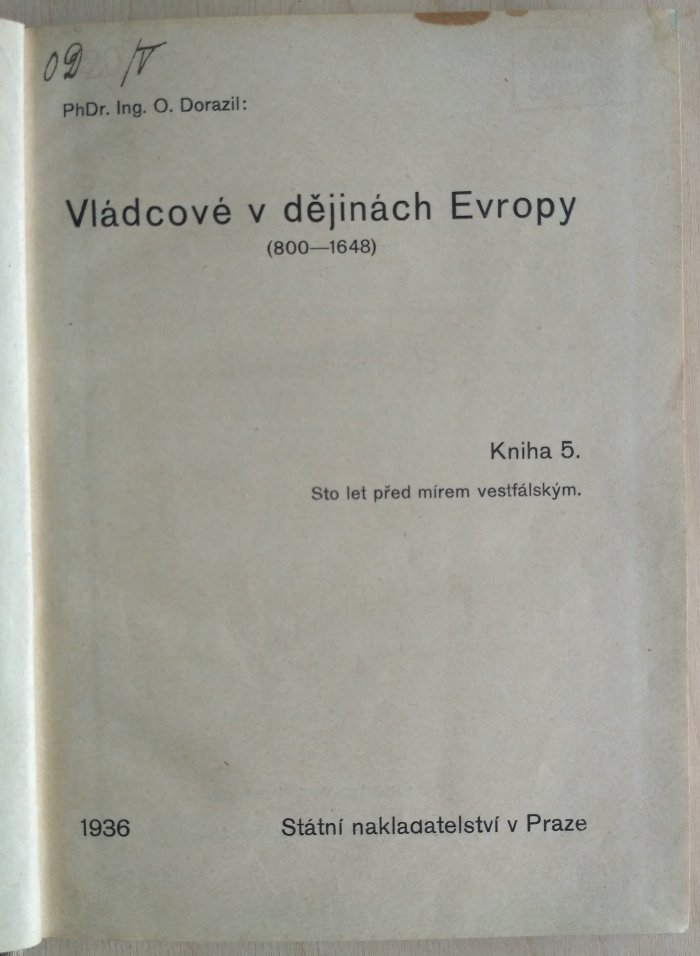 OD /V
PhDr. Ing. O. Dorazil:
Vládcové v dějinách Evropy
(800—1648)
Kniha 5.
Sto let před mírem vestfálským.
1936 Státní nakladatelství v Praze